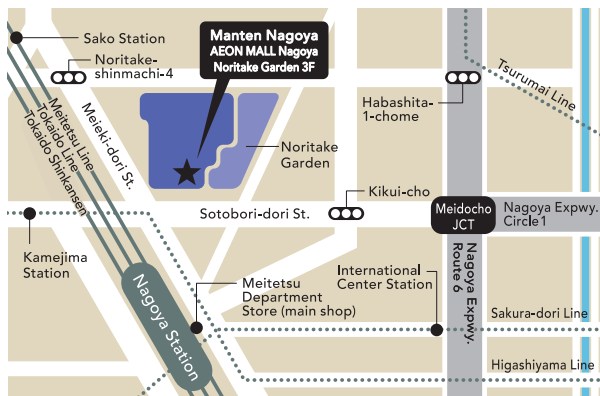 Manten Nagoya
AEON MALL Nagoya
Noritake Garden 3F
Sako Station
Noritake-
shinmachi-4
Tsurumai Line
Habashita-
1-chome
Meitetsu Line
Tokaido Line
Tokaido Shinkansen
Meieki-dori St.
Noritake
Garden
Kikui-cho
Sotobori-dori St.
Meidocho
JCT
Nagoya Expwy.
Circle1
Kamejima
Station
Nagoya Station
Meitetsu
Department
Store (main shop)
International
Center Station
Nagoya Expwy.
Route 6
Sakura-dori Line
Higashiyama Line